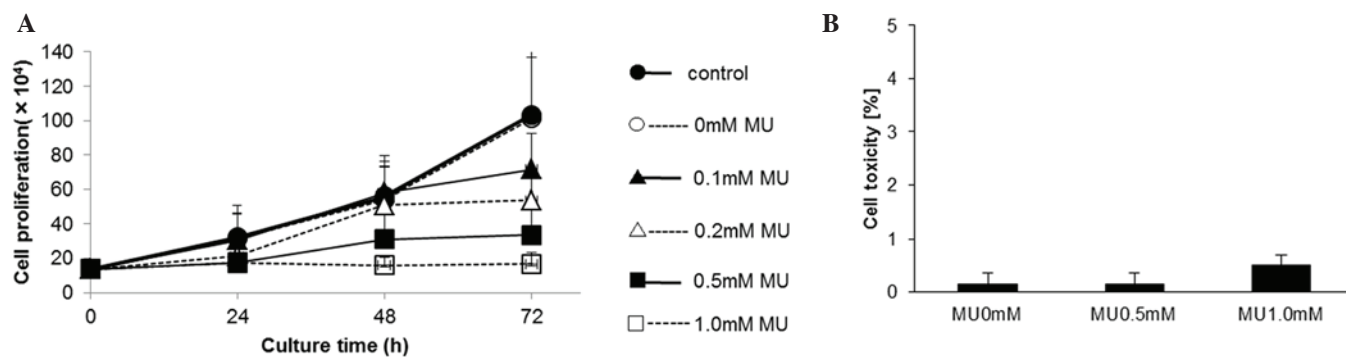 A
Cell proliferation( × 10⁴)
140
120
100
80
60
40
20
0
0 24 48 72
Culture time (h)
control
0mM MU
0.1mM MU
0.2mM MU
0.5mM MU
1.0mM MU
B
Cell toxicity [%]
5
4
3
2
1
0
MU0mM MU0.5mM MU1.0mM